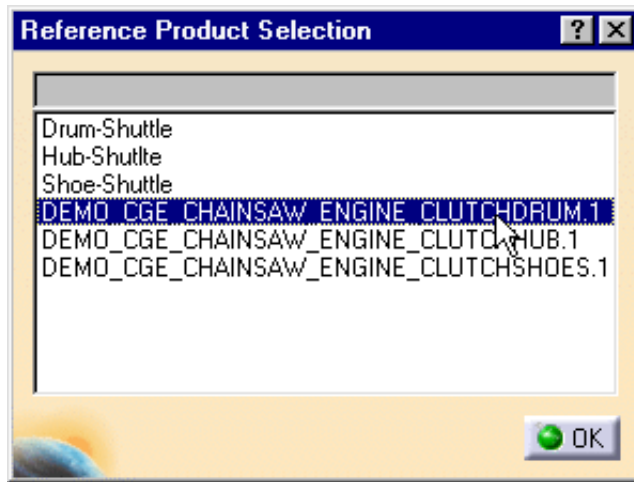 Reference Product Selection
Drum-Shuttle
Hub-Shutlte
Shoe-Shuttle
DEMO_CGE_CHAINSAW_ENGINE_CLUTCHDRUM.1
DEMO_CGE_CHAINSAW_ENGINE_CLUTCHHUB.1
DEMO_CGE_CHAINSAW_ENGINE_CLUTCHSHOES.1
OK